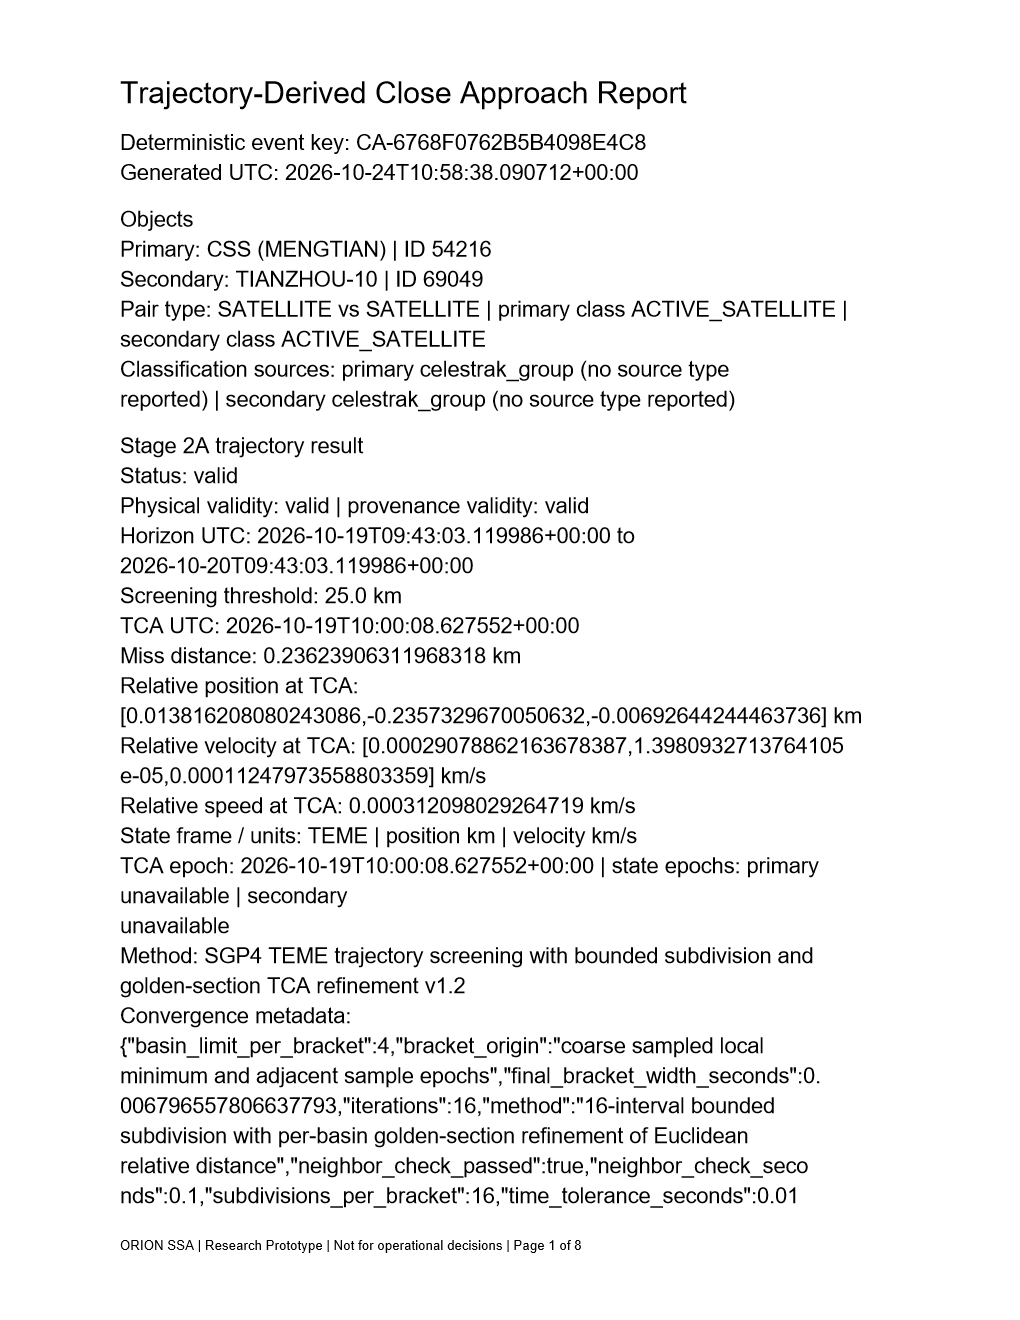 Trajectory-Derived Close Approach Report
Deterministic event key: CA-6768F0762B5B4098E4C8
Generated UTC: 2026-10-24T10:58:38.090712+00:00
Objects
Primary: CSS (MENGTIAN) | ID 54216
Secondary: TIANZHOU-10 | ID 69049
Pair type: SATELLITE vs SATELLITE | primary class ACTIVE_SATELLITE |
secondary class ACTIVE_SATELLITE
Classification sources: primary celestrak_group (no source type
reported) | secondary celestrak_group (no source type reported)
Stage 2A trajectory result
Status: valid
Physical validity: valid | provenance validity: valid
Horizon UTC: 2026-10-19T09:43:03.119986+00:00 to
2026-10-20T09:43:03.119986+00:00
Screening threshold: 25.0 km
TCA UTC: 2026-10-19T10:00:08.627552+00:00
Miss distance: 0.23623906311968318 km
Relative position at TCA:
[0.013816208080243086,-0.2357329670050632,-0.00692644244463736] km
Relative velocity at TCA: [0.00029078862163678387,1.3980932713764105
e-05,0.00011247973558803359] km/s
Relative speed at TCA: 0.000312098029264719 km/s
State frame / units: TEME | position km | velocity km/s
TCA epoch: 2026-10-19T10:00:08.627552+00:00 | state epochs: primary
unavailable | secondary
unavailable
Method: SGP4 TEME trajectory screening with bounded subdivision and
golden-section TCA refinement v1.2
Convergence metadata:
{"basin_limit_per_bracket":4,"bracket_origin":"coarse sampled local
minimum and adjacent sample epochs","final_bracket_width_seconds":0.
006796557806637793,"iterations":16,"method":"16-interval bounded
subdivision with per-basin golden-section refinement of Euclidean
relative distance","neighbor_check_passed":true,"neighbor_check_seco
nds":0.1,"subdivisions_per_bracket":16,"time_tolerance_seconds":0.01
ORION SSA | Research Prototype | Not for operational decisions | Page 1 of 8